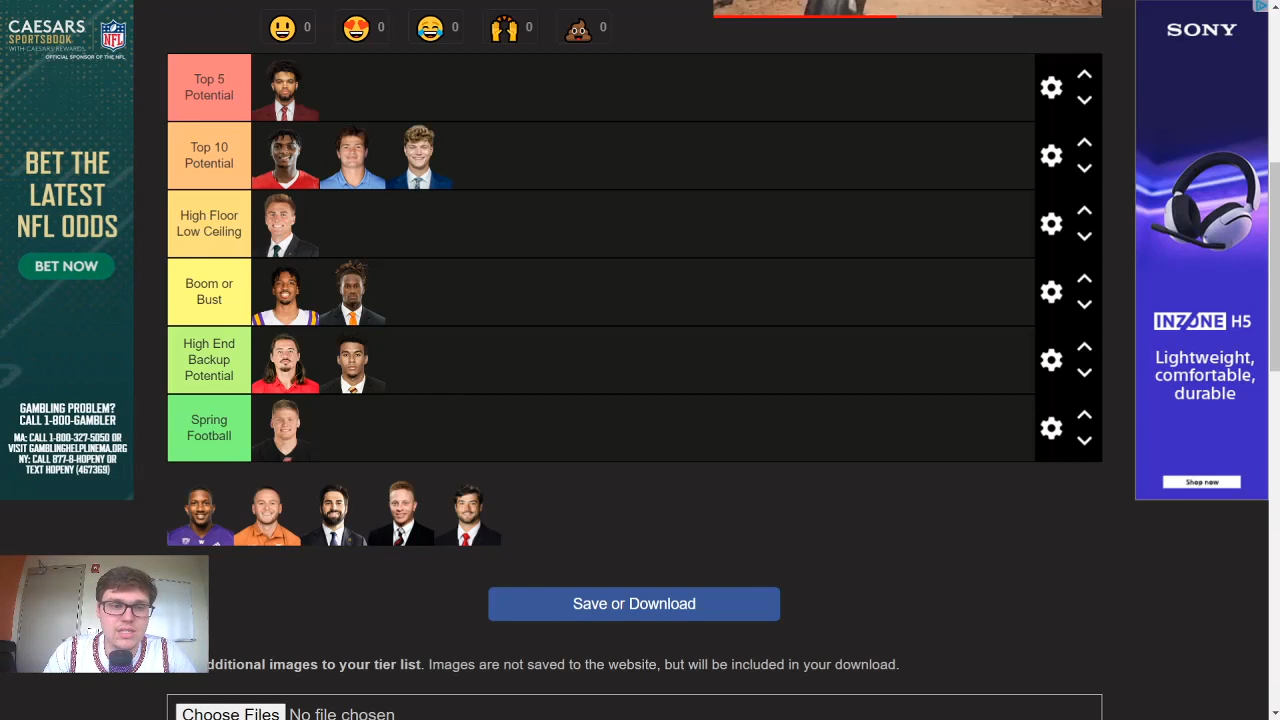 CAESARS
SPORTSBOOK
WITH CAESARS REWARDS
NFL
OFFICIAL SPONSOR OF THE NFL
BET THE
LATEST
NFL ODDS
BET NOW
GAMBLING PROBLEM?
CALL 1-800-GAMBLER
MA: CALL 1-800-327-5050 OR
VISIT GAMBLINGHELPLINEMA.ORG
NY: CALL 877-8-HOPENY OR
TEXT HOPENY (467369)
0
0
0
0
0
Top 5
Potential
Top 10
Potential
High Floor
Low Ceiling
Boom or
Bust
High End
Backup
Potential
Spring
Football
Save or Download
dditional images to your tier list. Images are not saved to the website, but will be included in your download.
Choose Files No file chosen
SONY
INZONE H5
Lightweight,
comfortable,
durable
Shop now